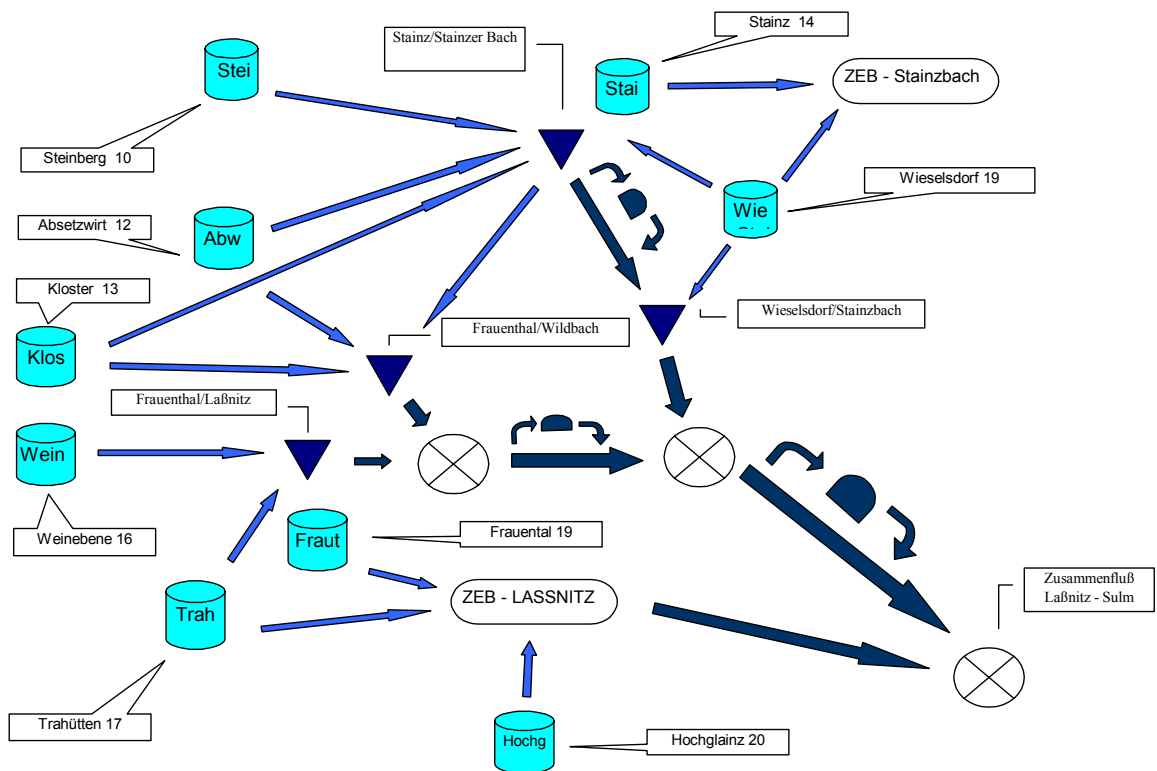 Stainz/Stainzer Bach
Stainz 14
Stei
Stai
ZEB - Stainzbach
Steinberg 10
Wieselsdorf 19
Wie
Absetzwirt 12
Abw
Kloster 13
Klos
Frauenthal/Wildbach
Wieselsdorf/Stainzbach
Frauenthal/Laßnitz
Wein
Weinebene 16
Fraut
Frauental 19
Trah
ZEB - LASSNITZ
Zusammenfluß
Laßnitz - Sulm
Trahütten 17
Hochg
Hochglainz 20